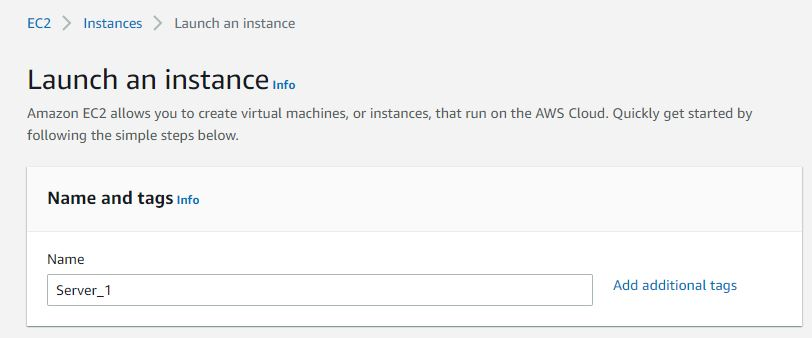 EC2 > Instances > Launch an instance
Launch an instance Info
Amazon EC2 allows you to create virtual machines, or instances, that run on the AWS Cloud. Quickly get started by
following the simple steps below.
Name and tags Info
Name
Server_1
Add additional tags